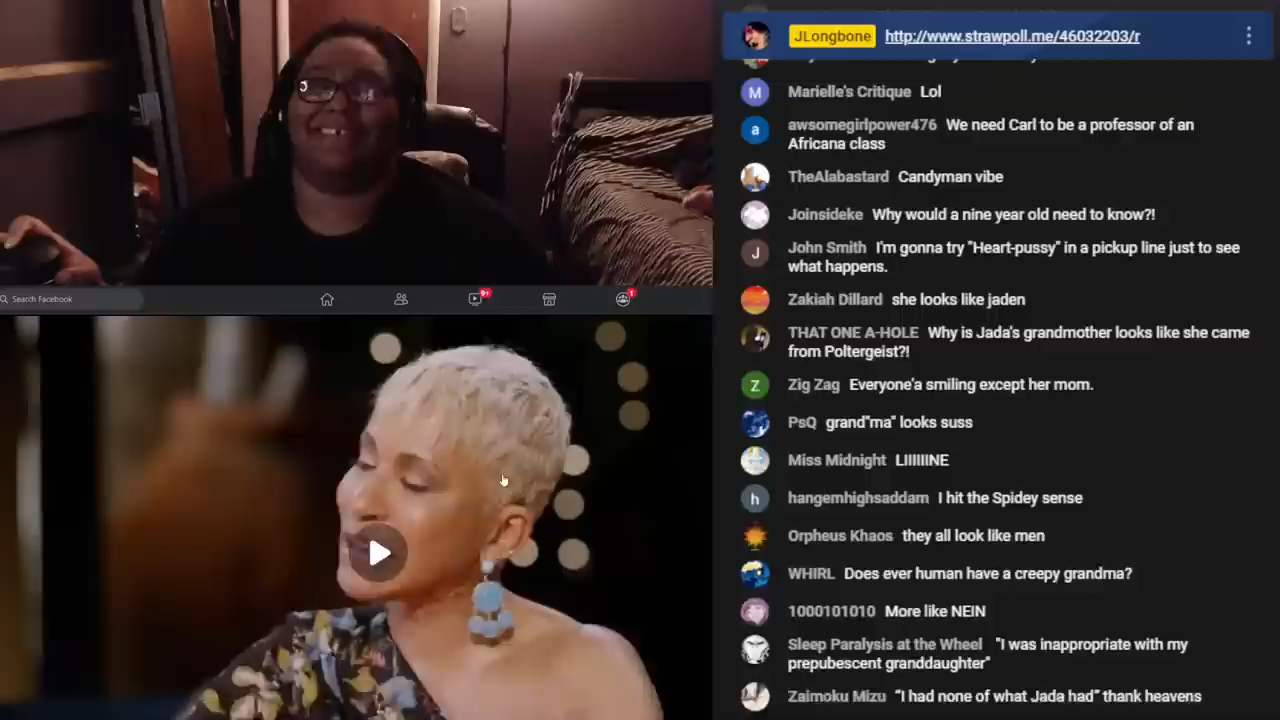 JLongbone http://www.strawpoll.me/46032203/r
M Marielle's Critique Lol
a awsomegirlpower476 We need Carl to be a professor of an
Africana class
TheAlabastard Candyman vibe
Joinsideke Why would a nine year old need to know?!
J John Smith I'm gonna try "Heart-pussy" in a pickup line just to see
what happens.
Zakiah Dillard she looks like jaden
THAT ONE A-HOLE Why is Jada's grandmother looks like she came
from Poltergeist?!
Z Zig Zag Everyone'a smiling except her mom.
PsQ grand"ma" looks suss
Miss Midnight LIIIIIINE
h hangemhighsaddam I hit the Spidey sense
Orpheus Khaos they all look like men
WHIRL Does ever human have a creepy grandma?
1000101010 More like NEIN
Sleep Paralysis at the Wheel "I was inappropriate with my
prepubescent granddaughter"
Zaimoku Mizu "I had none of what Jada had" thank heavens
Search Facebook
9+
1